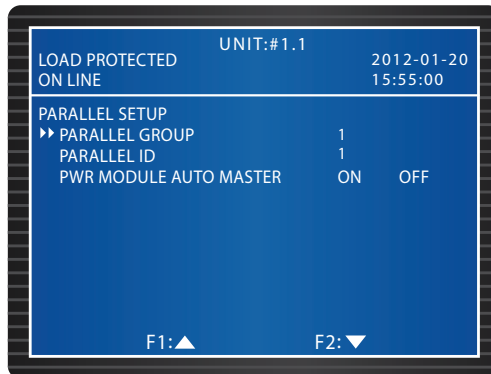 UNIT:#1.1
LOAD PROTECTED 2012-01-20
ON LINE 15:55:00
PARALLEL SETUP
PARALLEL GROUP 1
PARALLEL ID 1
PWR MODULE AUTO MASTER ON OFF
F1: F2: